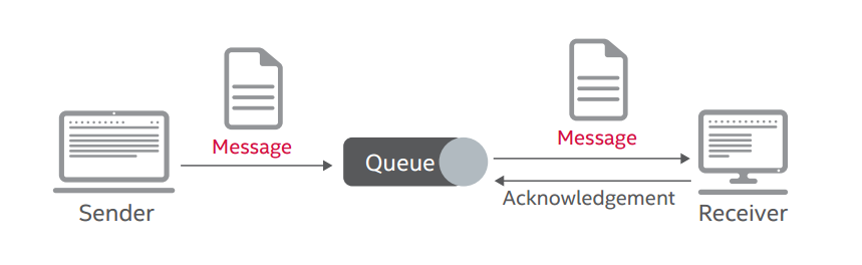 Message
Message
Queue
Acknowledgement
Sender
Receiver